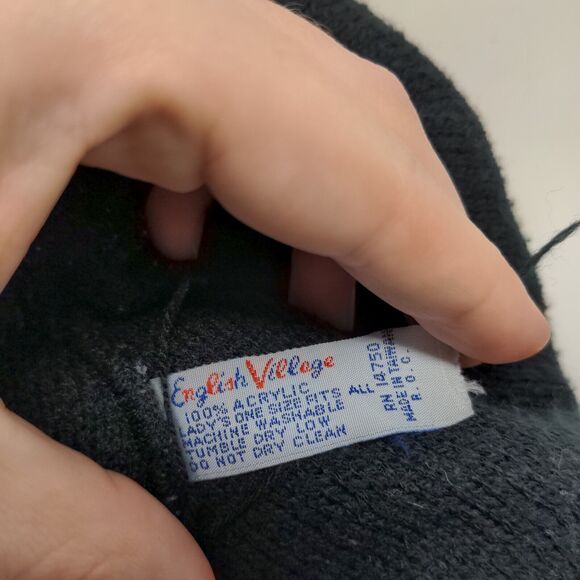 English Village
100% ACRYLIC
LADY'S ONE SIZE FITS ALL
MACHINE WASHABLE
TUMBLE DRY LOW
DO NOT DRY CLEAN
RN 14750
MADE IN TAIWAN
R.O.C.